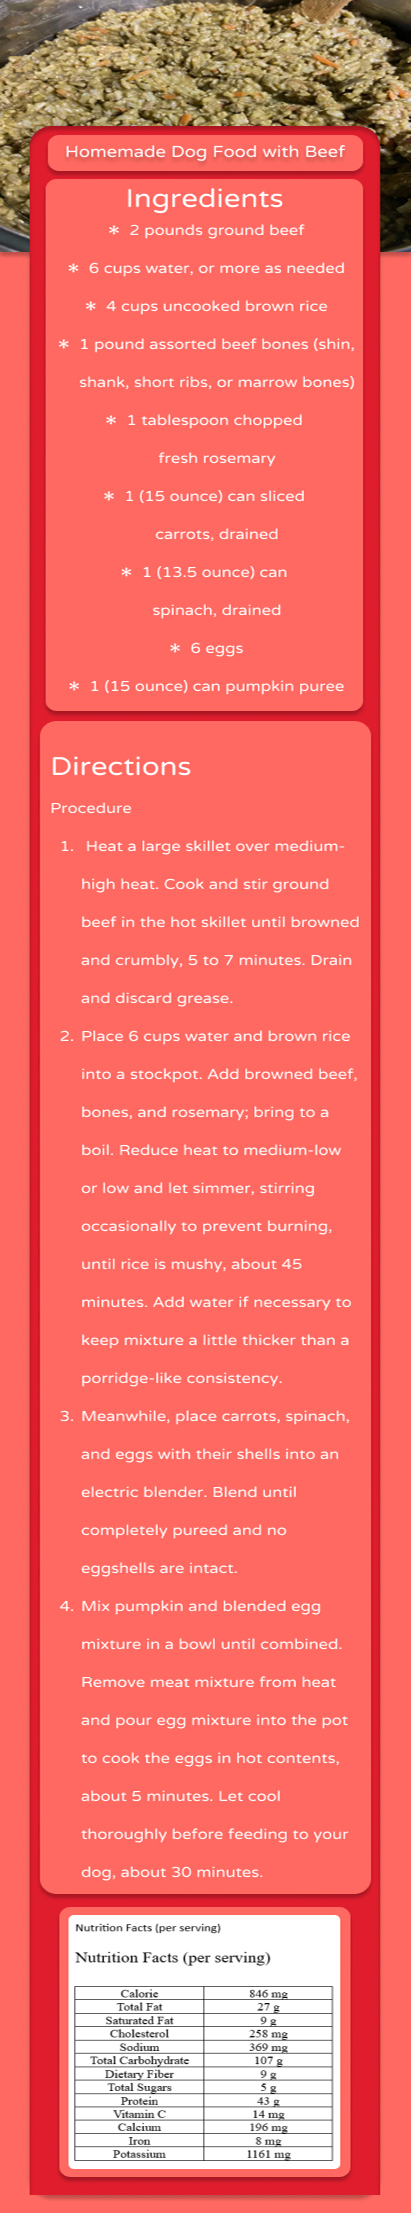 Homemade Dog Food with Beef
Ingredients
* 2 pounds ground beef
* 6 cups water, or more as needed
* 4 cups uncooked brown rice
* 1 pound assorted beef bones (shin,
shank, short ribs, or marrow bones)
* 1 tablespoon chopped
fresh rosemary
* 1 (15 ounce) can sliced
carrots, drained
* 1 (13.5 ounce) can
spinach, drained
* 6 eggs
* 1 (15 ounce) can pumpkin puree
Directions
Procedure
1. Heat a large skillet over medium-
high heat. Cook and stir ground
beef in the hot skillet until browned
and crumbly, 5 to 7 minutes. Drain
and discard grease.
2. Place 6 cups water and brown rice
into a stockpot. Add browned beef,
bones, and rosemary; bring to a
boil. Reduce heat to medium-low
or low and let simmer, stirring
occasionally to prevent burning,
until rice is mushy, about 45
minutes. Add water if necessary to
keep mixture a little thicker than a
porridge-like consistency.
3. Meanwhile, place carrots, spinach,
and eggs with their shells into an
electric blender. Blend until
completely pureed and no
eggshells are intact.
4. Mix pumpkin and blended egg
mixture in a bowl until combined.
Remove meat mixture from heat
and pour egg mixture into the pot
to cook the eggs in hot contents,
about 5 minutes. Let cool
thoroughly before feeding to your
dog, about 30 minutes.
Nutrition Facts (per serving)
Nutrition Facts (per serving)
Calorie 846 mg
Total Fat 27 g
Saturated Fat 9 g
Cholesterol 258 mg
Sodium 369 mg
Total Carbohydrate 107 g
Dietary Fiber 9 g
Total Sugars 5 g
Protein 43 g
Vitamin C 14 mg
Calcium 196 mg
Iron 8 mg
Potassium 1161 mg